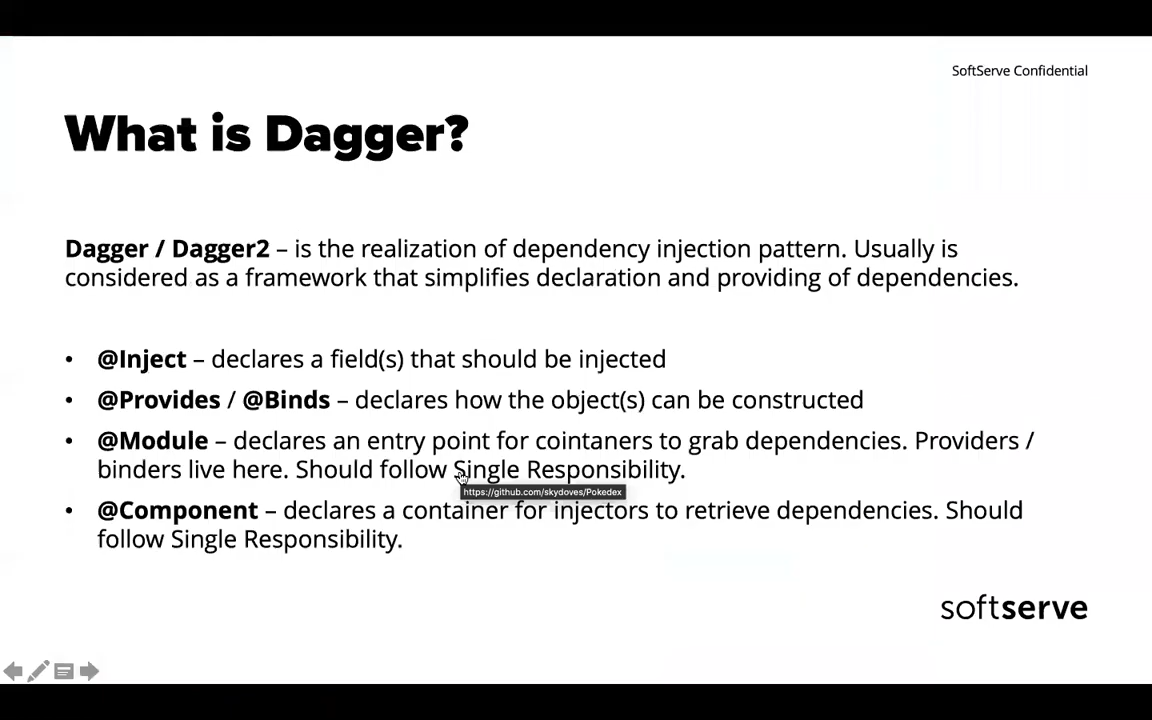 SoftServe Confidential
What is Dagger?
Dagger / Dagger2 – is the realization of dependency injection pattern. Usually is
considered as a framework that simplifies declaration and providing of dependencies.
• @Inject – declares a field(s) that should be injected
• @Provides / @Binds – declares how the object(s) can be constructed
• @Module – declares an entry point for cointaners to grab dependencies. Providers /
binders live here. Should follow Single Responsibility.
https://github.com/skydoves/Pokedex
• @Component – declares a container for injectors to retrieve dependencies. Should
follow Single Responsibility.
softserve